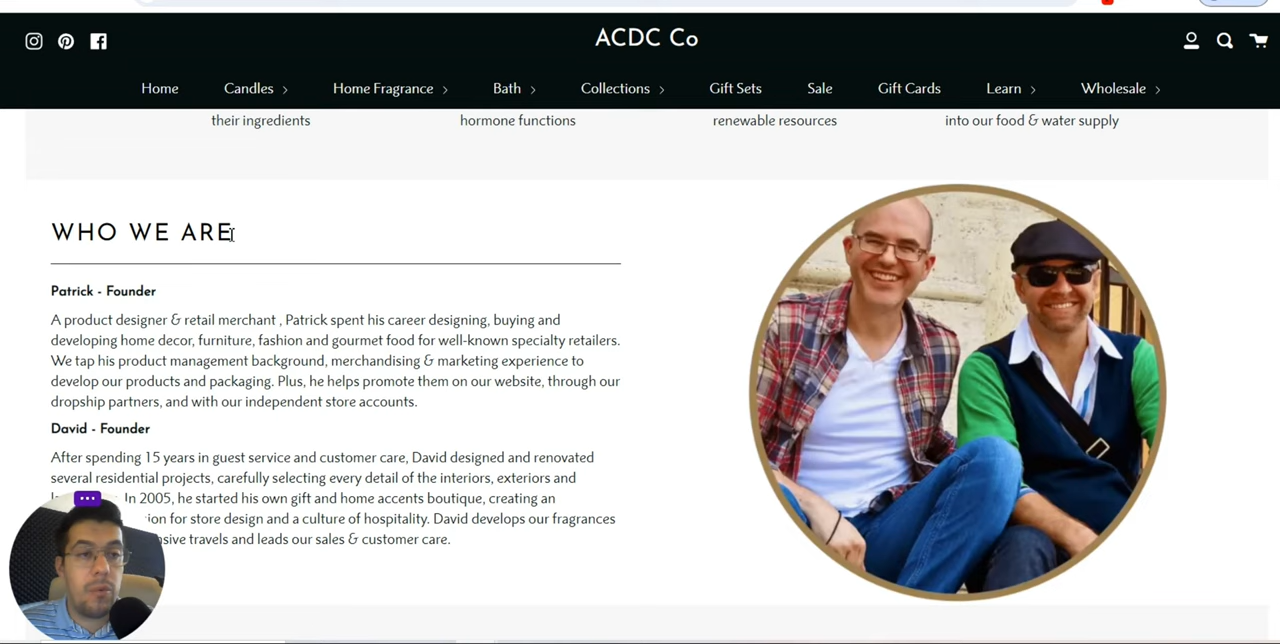 ACDC Co
Home Candles Home Fragrance Bath Collections Gift Sets Sale Gift Cards Learn Wholesale
their ingredients hormone functions renewable resources into our food & water supply
WHO WE ARE
Patrick - Founder
A product designer & retail merchant , Patrick spent his career designing, buying and
developing home decor, furniture, fashion and gourmet food for well-known specialty retailers.
We tap his product management background, merchandising & marketing experience to
develop our products and packaging. Plus, he helps promote them on our website, through our
dropship partners, and with our independent store accounts.
David - Founder
After spending 15 years in guest service and customer care, David designed and renovated
several residential projects, carefully selecting every detail of the interiors, exteriors and
In 2005, he started his own gift and home accents boutique, creating an
for store design and a culture of hospitality. David develops our fragrances
travels and leads our sales & customer care.